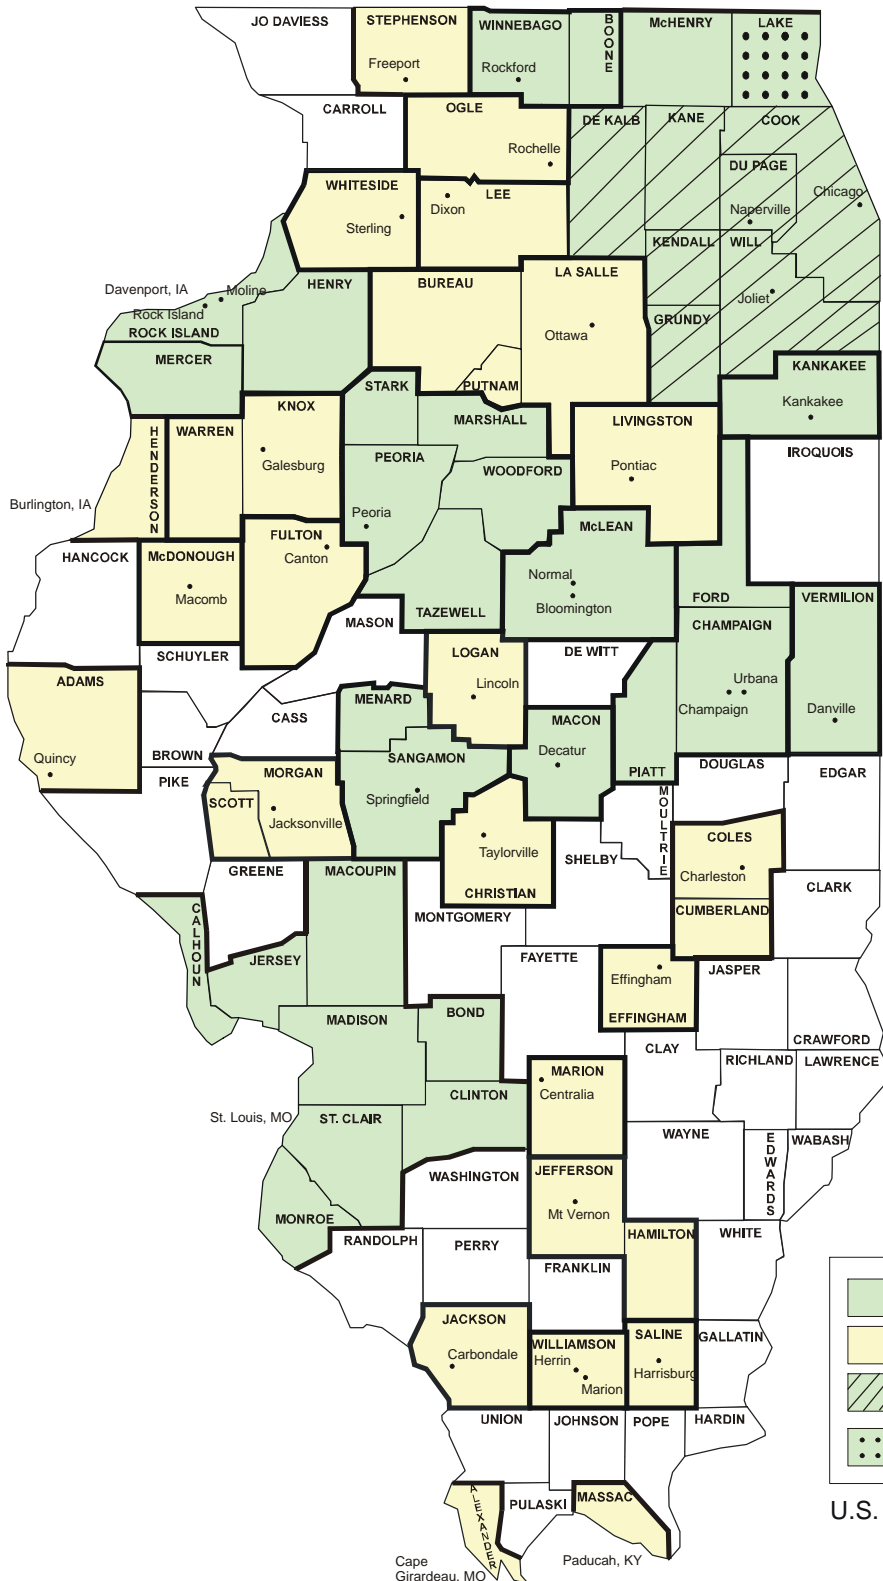 JO DAVIESS
STEPHENSON
Freeport
WINNEBAGO
Rockford
BOONE
McHENRY
LAKE
CARROLL
OGLE
Rochelle
DE KALB
KANE
COOK
DU PAGE
Chicago
Naperville
WHITESIDE
Sterling
LEE
Dixon
KENDALL
WILL
Joliet
GRUNDY
Davenport, IA
Moline
Rock Island
ROCK ISLAND
HENRY
BUREAU
LA SALLE
Ottawa
MERCER
STARK
PUTNAM
KANKAKEE
Kankakee
HENDERSON
WARREN
KNOX
Galesburg
MARSHALL
PEORIA
Peoria
WOODFORD
LIVINGSTON
Pontiac
IROQUOIS
Burlington, IA
HANCOCK
McDONOUGH
Macomb
FULTON
Canton
McLEAN
Normal
Bloomington
FORD
VERMILION
TAZEWELL
MASON
SCHUYLER
LOGAN
Lincoln
DE WITT
CHAMPAIGN
Urbana
Champaign
Danville
ADAMS
Quincy
BROWN
CASS
MENARD
MACON
Decatur
PIATT
DOUGLAS
EDGAR
PIKE
MORGAN
SCOTT
Jacksonville
SANGAMON
Springfield
Taylorville
CHRISTIAN
MOULTRIE
SHELBY
COLES
Charleston
CUMBERLAND
CLARK
GREENE
MACOUPIN
MONTGOMERY
CALHOUN
JERSEY
FAYETTE
Effingham
EFFINGHAM
JASPER
CRAWFORD
MADISON
BOND
CLAY
RICHLAND
LAWRENCE
MARION
Centralia
CLINTON
St. Louis, MO
ST. CLAIR
WAYNE
EDWARDS
WABASH
WASHINGTON
JEFFERSON
Mt Vernon
MONROE
RANDOLPH
PERRY
HAMILTON
WHITE
FRANKLIN
JACKSON
Carbondale
WILLIAMSON
Herrin
Marion
SALINE
Harrisburg
GALLATIN
UNION
JOHNSON
POPE
HARDIN
ALEXANDER
PULASKI
MASSAC
Cape
Girardeau, MO
Paducah, KY
U.S.